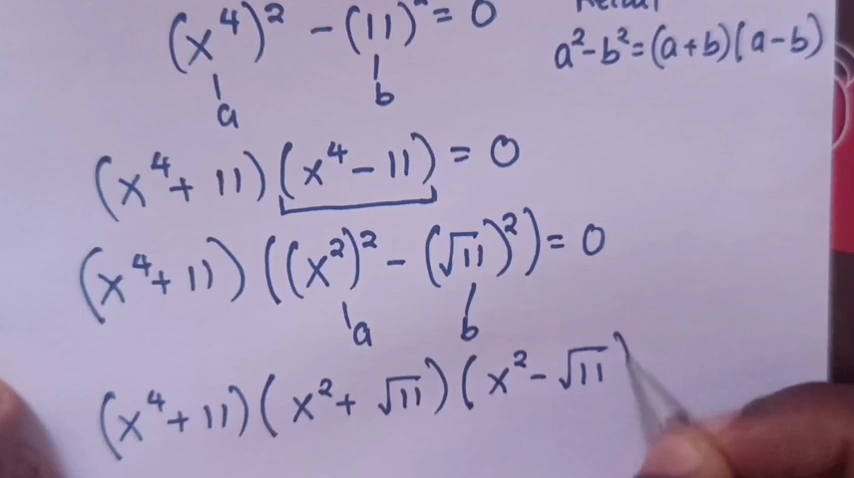 (x⁴)² - (11)² = 0
a² - b² = (a+b)(a-b)
a b
(x⁴ + 11)(x⁴ - 11) = 0
(x⁴ + 11)((x²)² - (√11)²) = 0
a b
(x⁴ + 11)(x² + √11)(x² - √11)